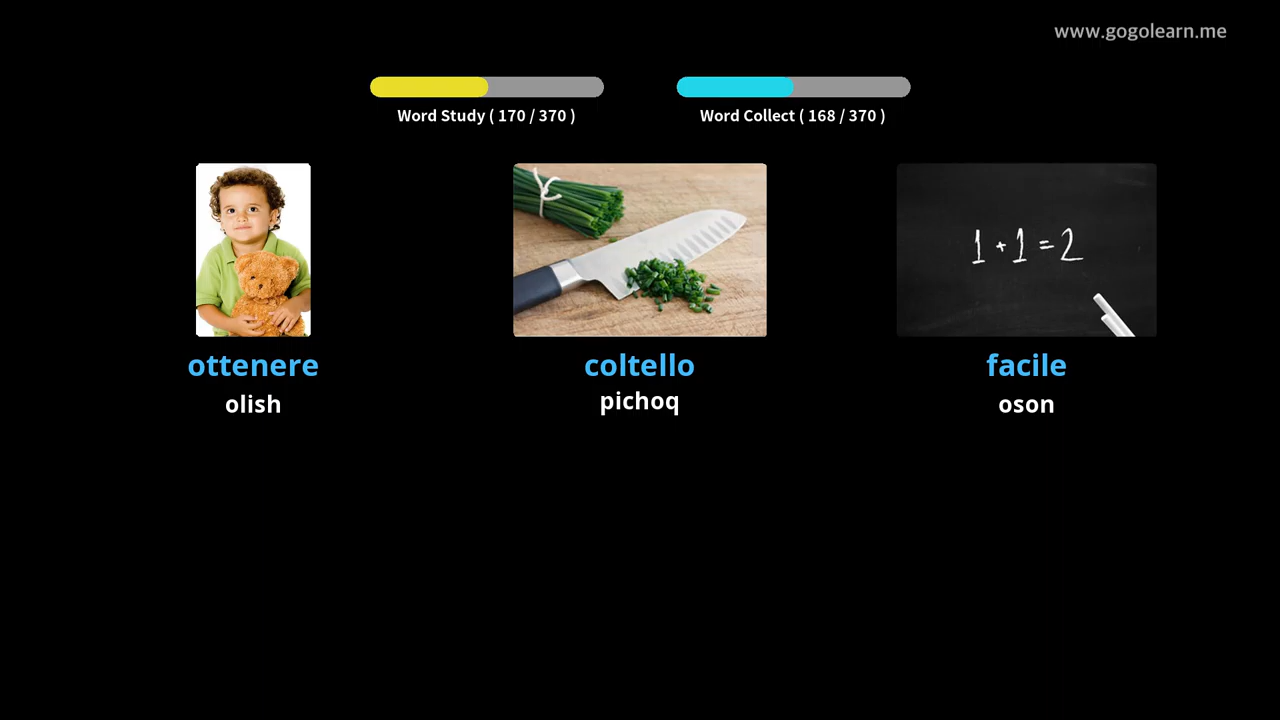 www.gogolearn.me
Word Study ( 170 / 370 )
Word Collect ( 168 / 370 )
1 + 1 = 2
ottenere
coltello
facile
olish
pichoq
oson